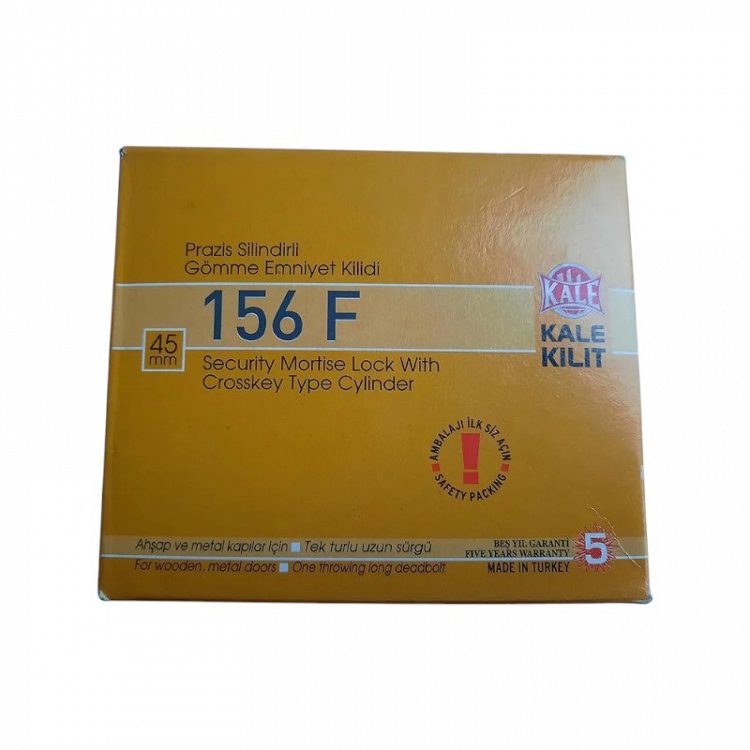 Prazis Silindirli
Gömme Emniyet Kilidi
156 F
45
mm
Security Mortise Lock With
Crosskey Type Cylinder
KALE
KALE
KILIT
AMBALAJI İLK SİZ AÇIN
!
SAFETY PACKING
Ahşap ve metal kapılar için Tek turlu uzun sürgü
For wooden, metal doors One throwing long deadbolt
BEŞ YIL GARANTİ
FIVE YEARS WARRANTY
5
MADE IN TURKEY